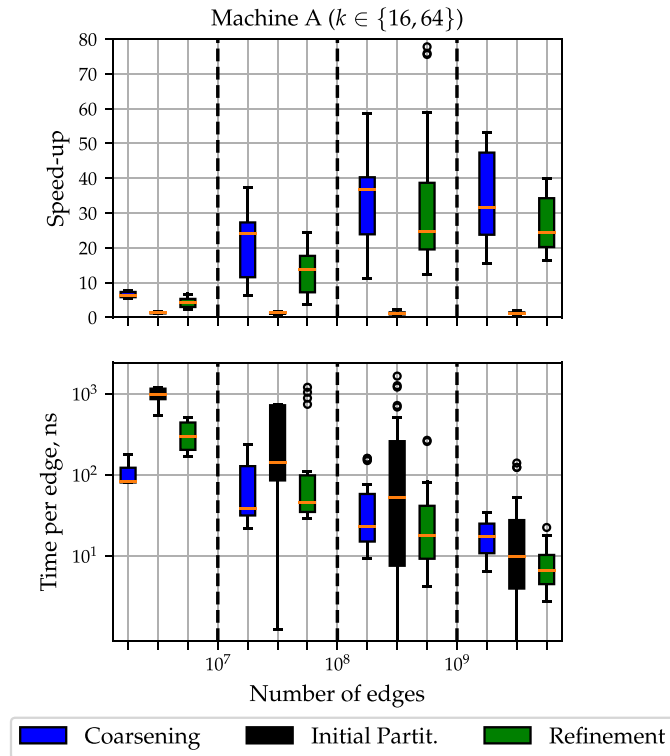 Machine A (k ∈ {16, 64})
80
70
60
50
40
30
20
10
0
Speed-up
10³
10²
10¹
Time per edge, ns
10⁷ 10⁸ 10⁹
Number of edges
Coarsening Initial Partit. Refinement